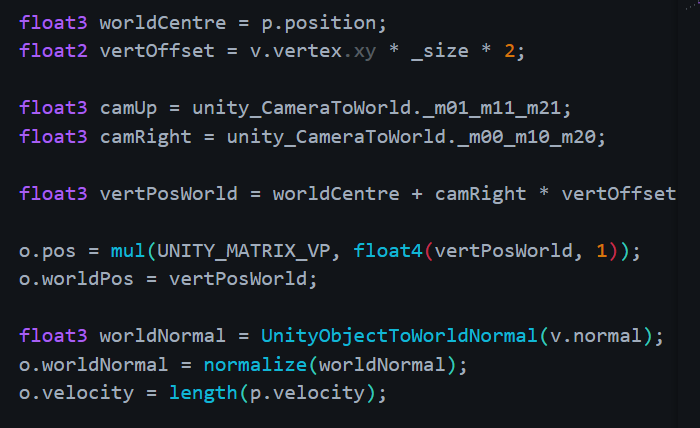 float3 worldCentre = p.position;
float2 vertOffset = v.vertex.xy * _size * 2;
float3 camUp = unity_CameraToWorld._m01_m11_m21;
float3 camRight = unity_CameraToWorld._m00_m10_m20;
float3 vertPosWorld = worldCentre + camRight * vertOffset
o.pos = mul(UNITY_MATRIX_VP, float4(vertPosWorld, 1));
o.worldPos = vertPosWorld;
float3 worldNormal = UnityObjectToWorldNormal(v.normal);
o.worldNormal = normalize(worldNormal);
o.velocity = length(p.velocity);